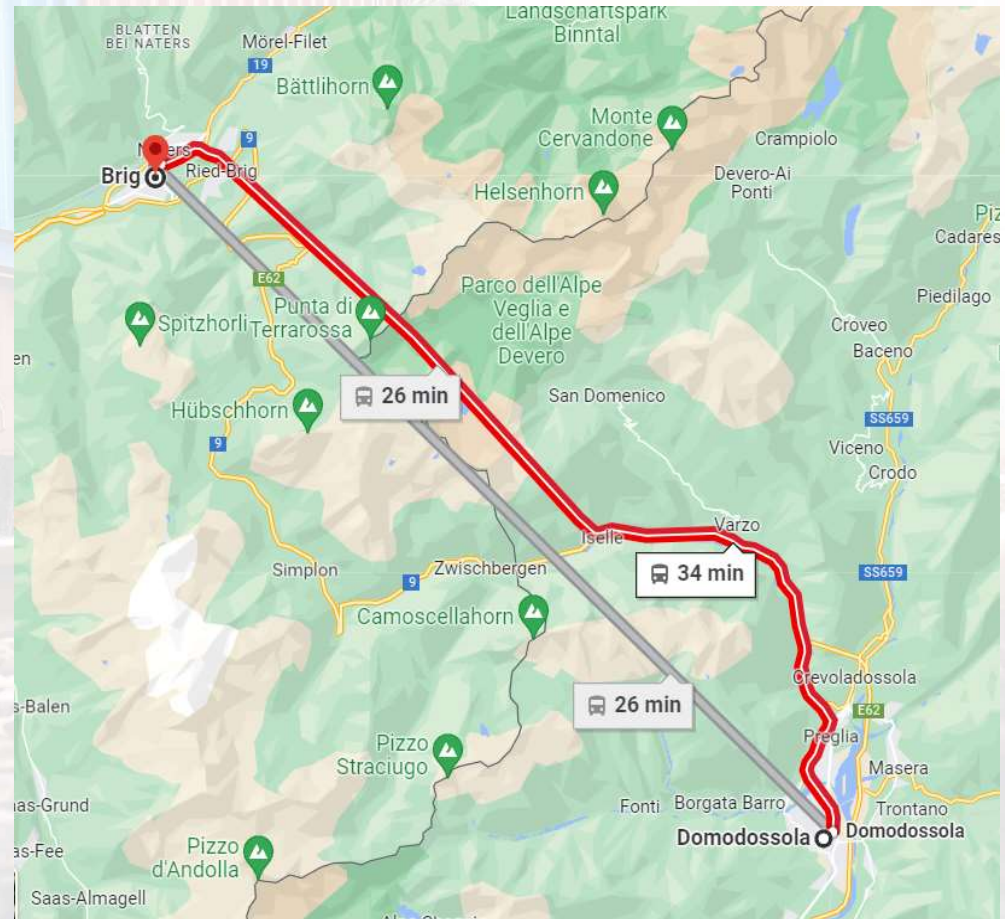 Landschaftspark
Binntal
BLATTEN
BEI NATERS
Mörel-Filet
19
Bättlihorn
Monte
Cervandone
Crampiolo
9
Ried-Brig
Brig
Devero-Ai
Ponti
Helsenhorn
Cadares
E62
Parco dell'Alpe
Veglia e
dell'Alpe
Devero
Piedilago
Punta di
Terrarossa
Spitzhorli
Croveo
Baceno
26 min
San Domenico
Hübschhorn
SS659
9
Viceno
Crodo
Varzo
Iselle
Simplon
9
Zwischbergen
34 min
SS659
Camoscellahorn
Crevoladossola
26 min
E62
s-Balen
Preglia
Pizzo
Straciugo
Masera
aas-Grund
Fonti
Borgata Barro
Trontano
Domodossola
Domodossola
as-Fee
Pizzo
d'Andolla
Saas-Almagell